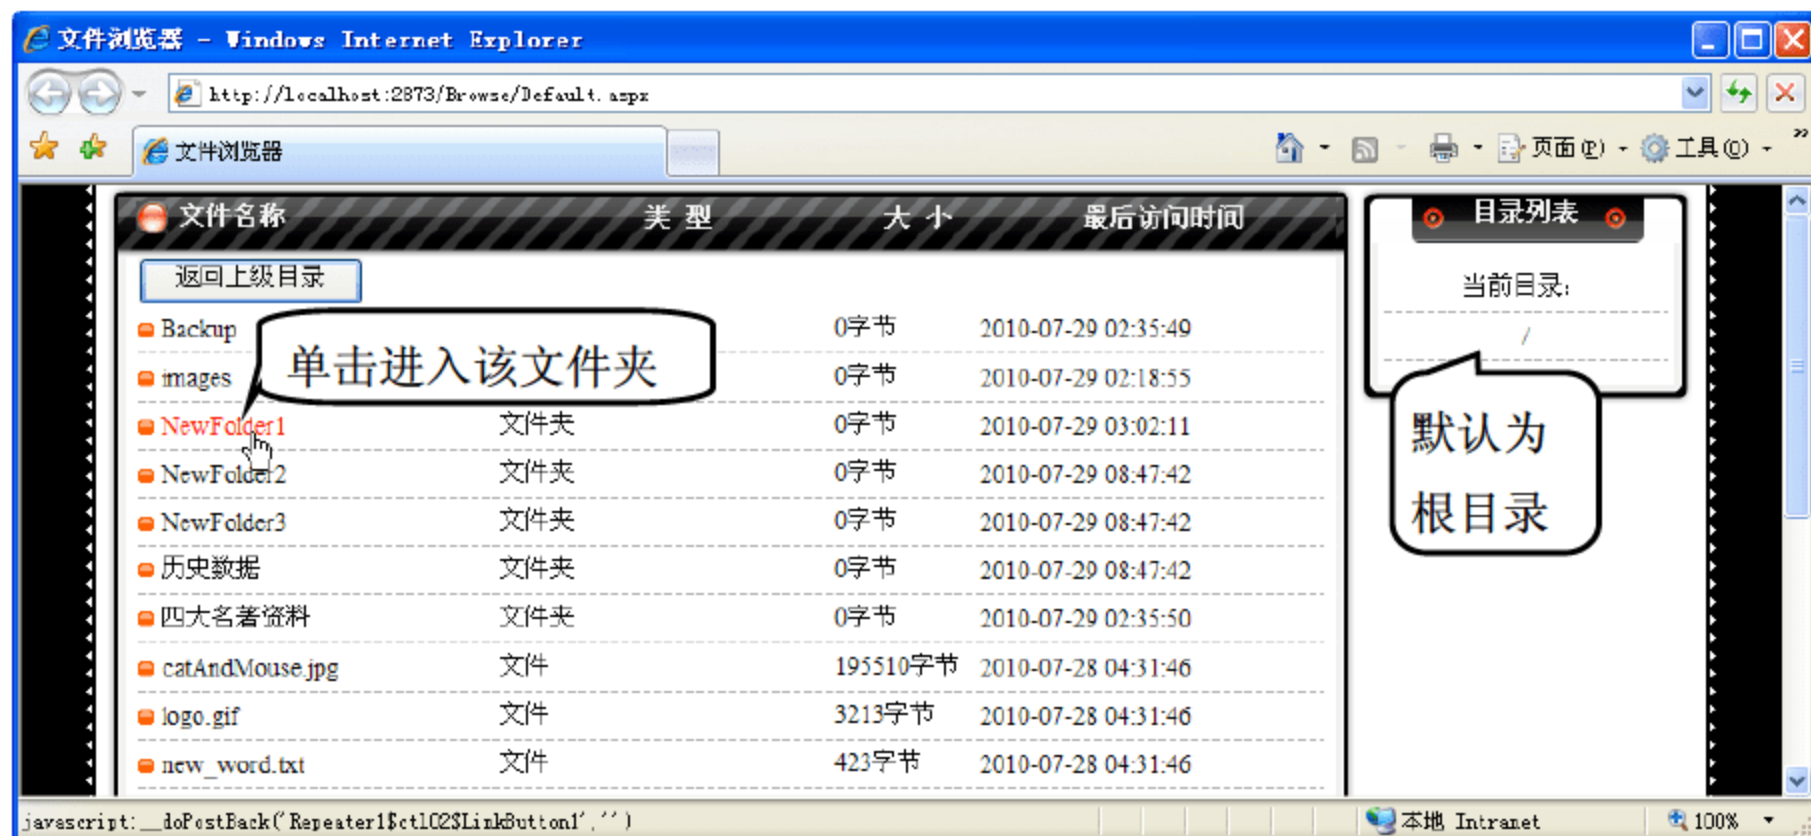 文件浏览器 - Windows Internet Explorer
http://localhost:2873/Browse/Default.aspx
文件浏览器
页面(P) 工具(O) »
文件名称 类 型 大 小 最后访问时间
目录列表
返回上级目录
当前目录:
/
Backup 0字节 2010-07-29 02:35:49
单击进入该文件夹
images 0字节 2010-07-29 02:18:55
NewFolder1 文件夹 0字节 2010-07-29 03:02:11
默认为
根目录
NewFolder2 文件夹 0字节 2010-07-29 08:47:42
NewFolder3 文件夹 0字节 2010-07-29 08:47:42
历史数据 文件夹 0字节 2010-07-29 08:47:42
四大名著资料 文件夹 0字节 2010-07-29 02:35:50
catAndMouse.jpg 文件 195510字节 2010-07-28 04:31:46
logo.gif 文件 3213字节 2010-07-28 04:31:46
new_word.txt 文件 423字节 2010-07-28 04:31:46
javascript:__doPostBack('Repeater1$ctl02$LinkButton1','')
本地 Intranet 100%